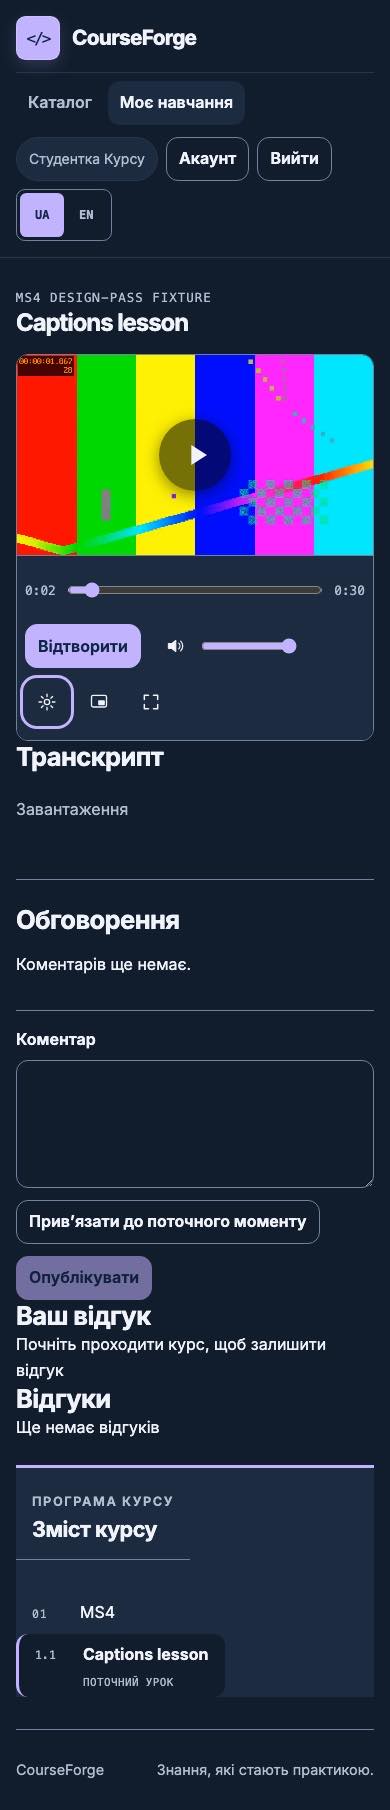 </> CourseForge
Каталог Моє навчання
Студентка Курсу Акаунт Вийти
UA EN
MS4 DESIGN-PASS FIXTURE
Captions lesson
00:00:01.867
28
0:02 0:30
Відтворити
Транскрипт
Завантаження
Обговорення
Коментарів ще немає.
Коментар
Прив’язати до поточного моменту
Опублікувати
Ваш відгук
Почніть проходити курс, щоб залишити
відгук
Відгуки
Ще немає відгуків
ПРОГРАМА КУРСУ
Зміст курсу
01 MS4
1.1 Captions lesson
ПОТОЧНИЙ УРОК
CourseForge Знання, які стають практикою.